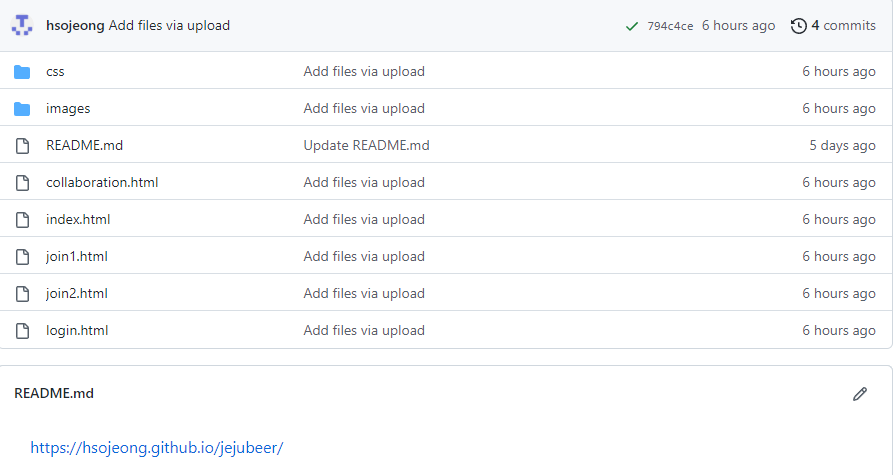 hsojeong Add files via upload 794c4ce 6 hours ago 4 commits
css Add files via upload 6 hours ago
images Add files via upload 6 hours ago
README.md Update README.md 5 days ago
collaboration.html Add files via upload 6 hours ago
index.html Add files via upload 6 hours ago
join1.html Add files via upload 6 hours ago
join2.html Add files via upload 6 hours ago
login.html Add files via upload 6 hours ago
README.md
https://hsojeong.github.io/jejubeer/